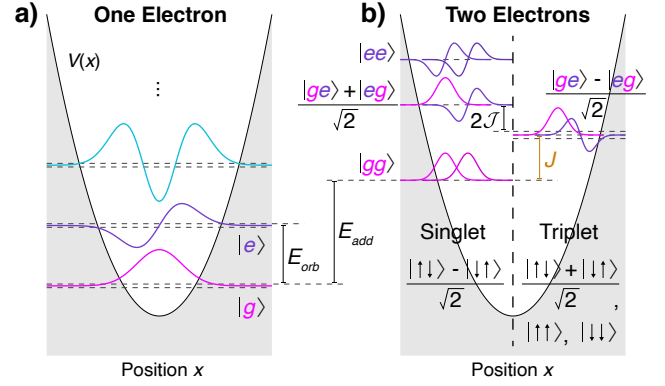 a) One Electron
V(x)
⋮
|e⟩
|g⟩
E_orb
E_add
Position x
b) Two Electrons
|ee⟩
|ge⟩ + |eg⟩
√2
|gg⟩
2𝒥
|ge⟩ - |eg⟩
√2
J
Singlet
|↑↓⟩ - |↓↑⟩
√2
Triplet
|↑↓⟩ + |↓↑⟩
√2 ,
|↑↑⟩, |↓↓⟩
Position x